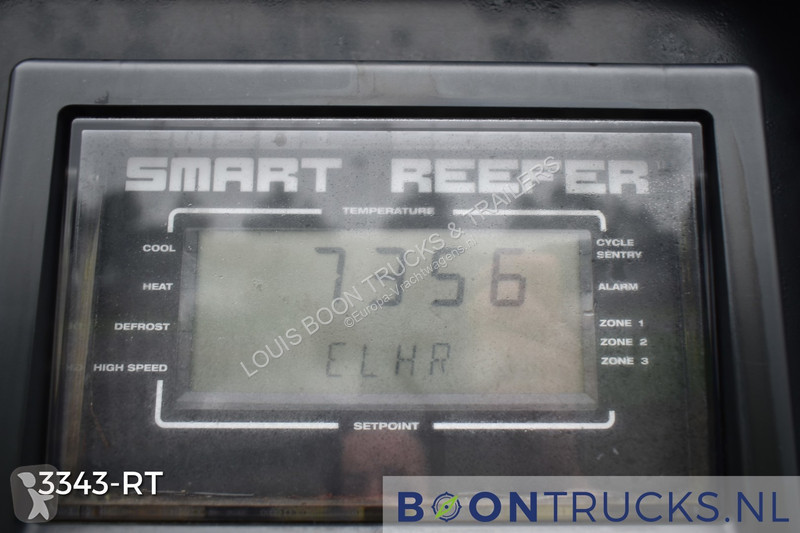 SMART REEFER
TEMPERATURE
COOL
HEAT
DEFROST
HIGH SPEED
7356
ELHR
CYCLE
SENTRY
ALARM
ZONE 1
ZONE 2
ZONE 3
SETPOINT
LOUIS BOON TRUCKS & TRAILERS
©Europa-Vrachtwagens.nl
3343-RT
BOONTRUCKS.NL